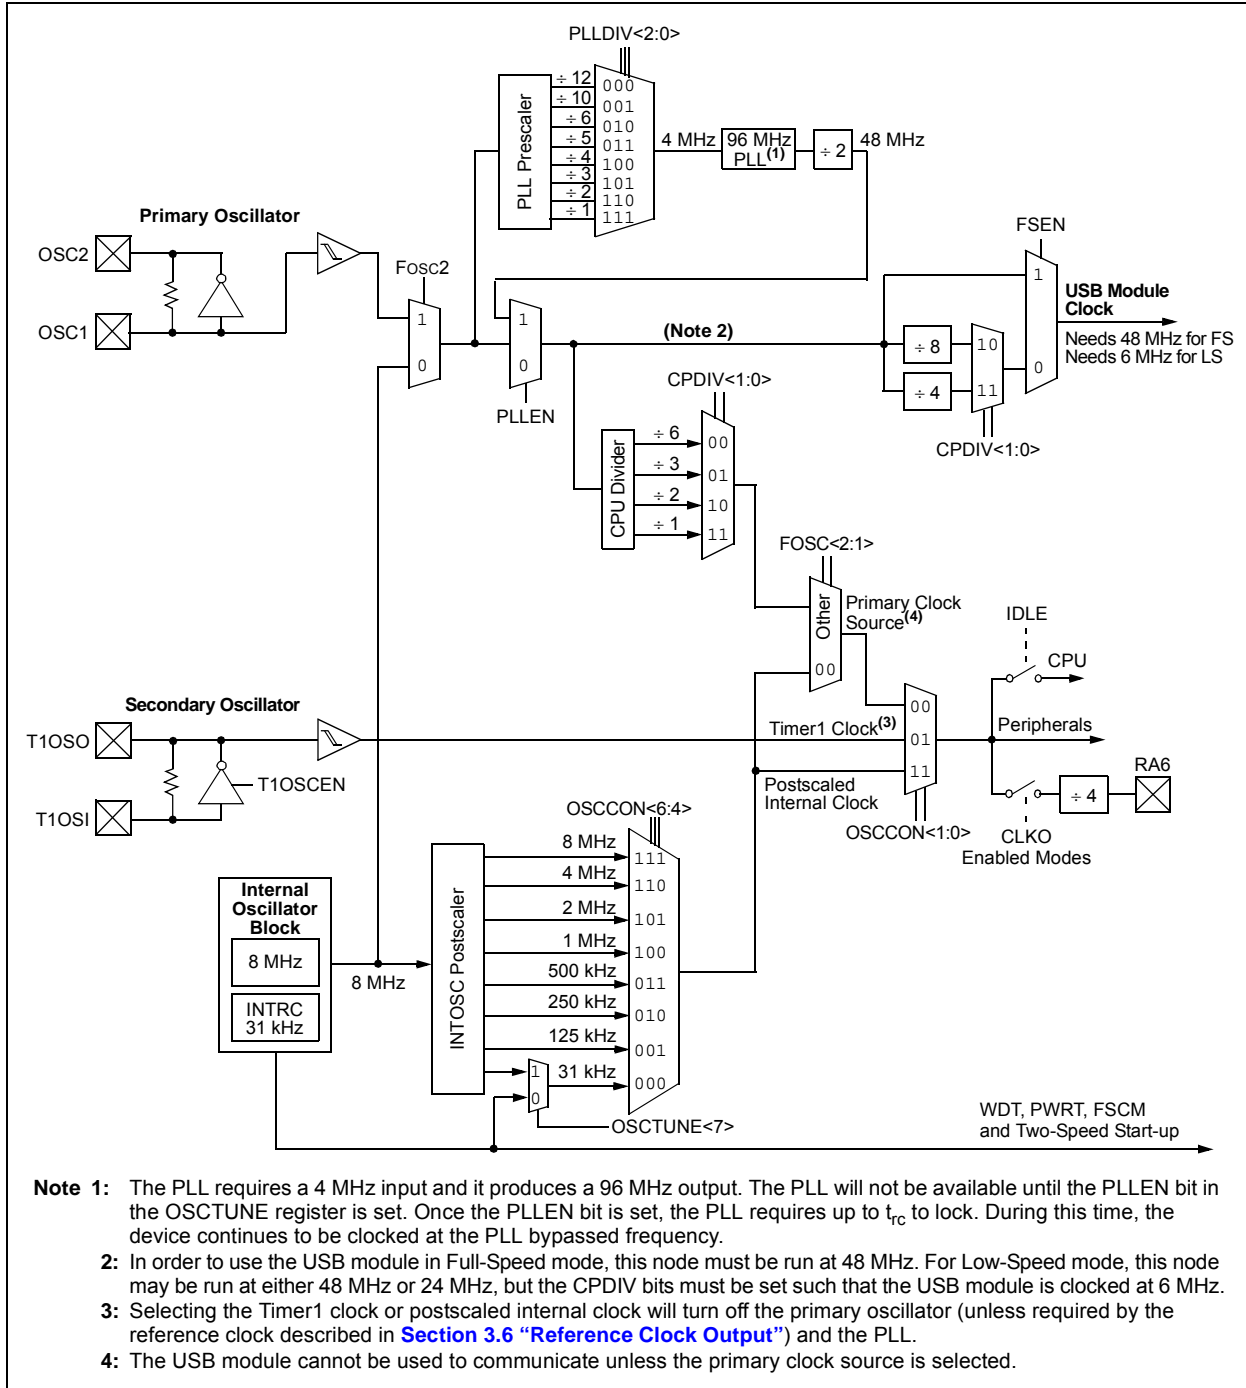 PLLDIV<2:0>
PLL Prescaler
÷ 12
÷ 10
÷ 6
÷ 5
÷ 4
÷ 3
÷ 2
÷ 1
000
001
010
011
100
101
110
111
4 MHz
96 MHz
PLL(1)
÷ 2
48 MHz
Primary Oscillator
OSC2
OSC1
FOSC2
1
0
1
0
PLLEN
(Note 2)
FSEN
1
0
USB Module
Clock
Needs 48 MHz for FS
Needs 6 MHz for LS
÷ 8
÷ 4
10
11
CPDIV<1:0>
CPDIV<1:0>
CPU Divider
÷ 6
÷ 3
÷ 2
÷ 1
00
01
10
11
FOSC<2:1>
Other
00
Primary Clock
Source(4)
IDLE
CPU
Secondary Oscillator
T1OSO
T1OSI
T1OSCEN
Timer1 Clock(3)
Postscaled
Internal Clock
00
01
11
OSCCON<1:0>
Peripherals
RA6
÷ 4
CLKO
Enabled Modes
OSCCON<6:4>
Internal
Oscillator
Block
8 MHz
INTRC
31 kHz
8 MHz
INTOSC Postscaler
8 MHz
4 MHz
2 MHz
1 MHz
500 kHz
250 kHz
125 kHz
31 kHz
111
110
101
100
011
010
001
000
1
0
OSCTUNE<7>
WDT, PWRT, FSCM
and Two-Speed Start-up
Note 1: The PLL requires a 4 MHz input and it produces a 96 MHz output. The PLL will not be available until the PLLEN bit in
the OSCTUNE register is set. Once the PLLEN bit is set, the PLL requires up to trc to lock. During this time, the
device continues to be clocked at the PLL bypassed frequency.
2: In order to use the USB module in Full-Speed mode, this node must be run at 48 MHz. For Low-Speed mode, this node
may be run at either 48 MHz or 24 MHz, but the CPDIV bits must be set such that the USB module is clocked at 6 MHz.
3: Selecting the Timer1 clock or postscaled internal clock will turn off the primary oscillator (unless required by the
reference clock described in Section 3.6 “Reference Clock Output”) and the PLL.
4: The USB module cannot be used to communicate unless the primary clock source is selected.